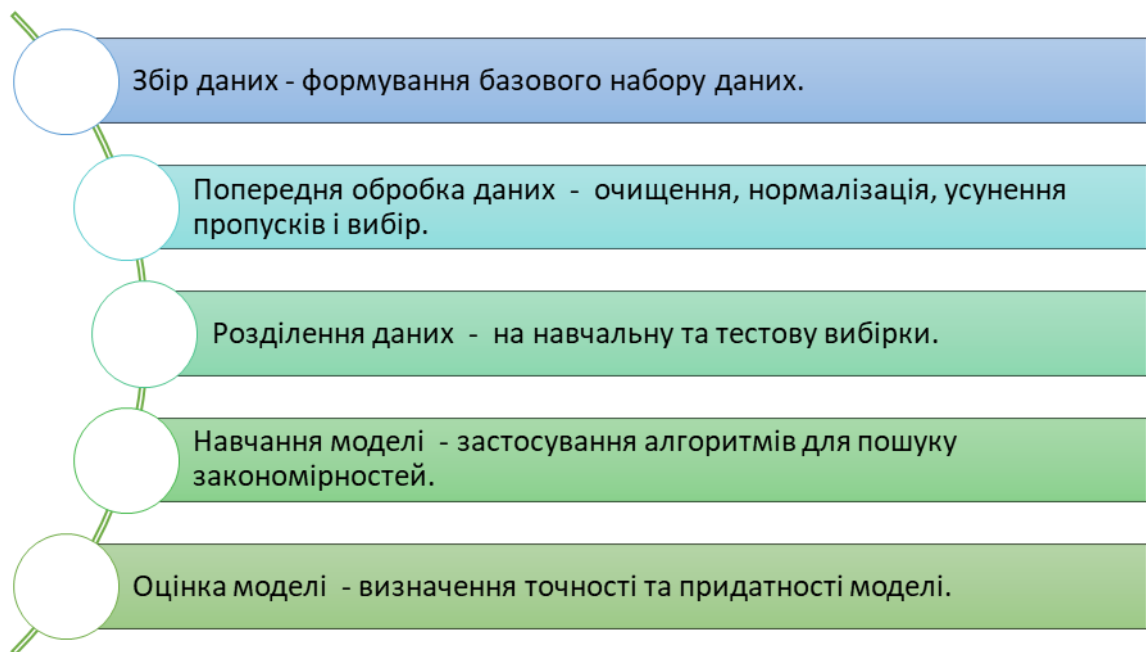 Збір даних - формування базового набору даних.
Попередня обробка даних - очищення, нормалізація, усунення
пропусків і вибір.
Розділення даних - на навчальну та тестову вибірки.
Навчання моделі - застосування алгоритмів для пошуку
закономірностей.
Оцінка моделі - визначення точності та придатності моделі.